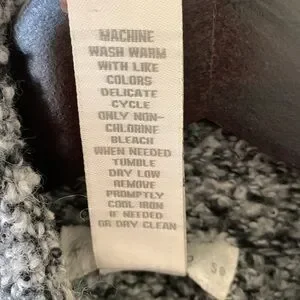 MACHINE
WASH WARM
WITH LIKE
COLORS
DELICATE
CYCLE
ONLY NON-
CHLORINE
BLEACH
WHEN NEEDED
TUMBLE
DRY LOW
REMOVE
PROMPTLY
COOL IRON
IF NEEDED
OR DRY CLEAN